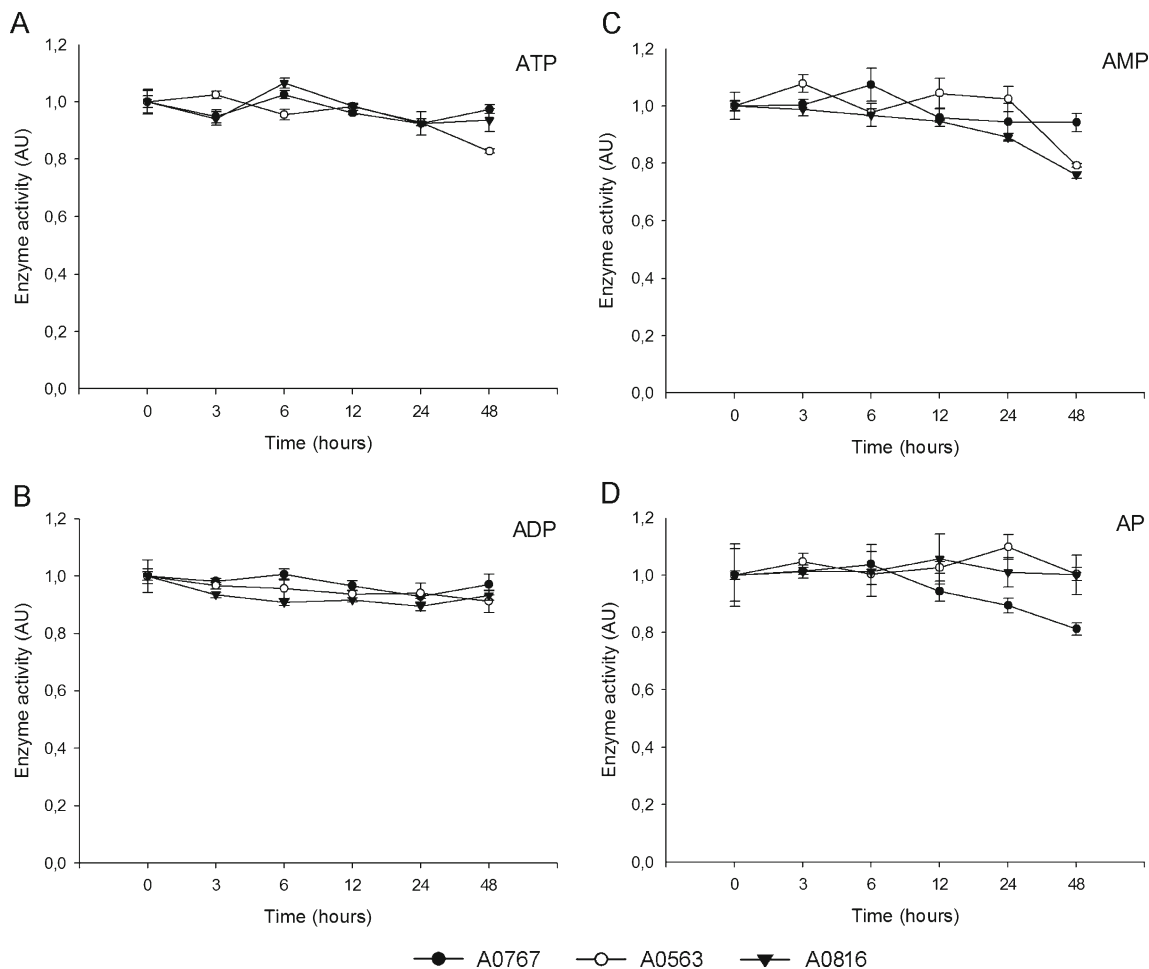 A
ATP
Enzyme activity (AU)
1,2
1,0
0,8
0,6
0,4
0,2
0,0
0 3 6 12 24 48
Time (hours)
C
AMP
Enzyme activity (AU)
1,2
1,0
0,8
0,6
0,4
0,2
0,0
0 3 6 12 24 48
Time (hours)
B
ADP
Enzyme activity (AU)
1,2
1,0
0,8
0,6
0,4
0,2
0,0
0 3 6 12 24 48
Time (hours)
D
AP
Enzyme activity (AU)
1,2
1,0
0,8
0,6
0,4
0,2
0,0
0 3 6 12 24 48
Time (hours)
A0767 A0563 A0816